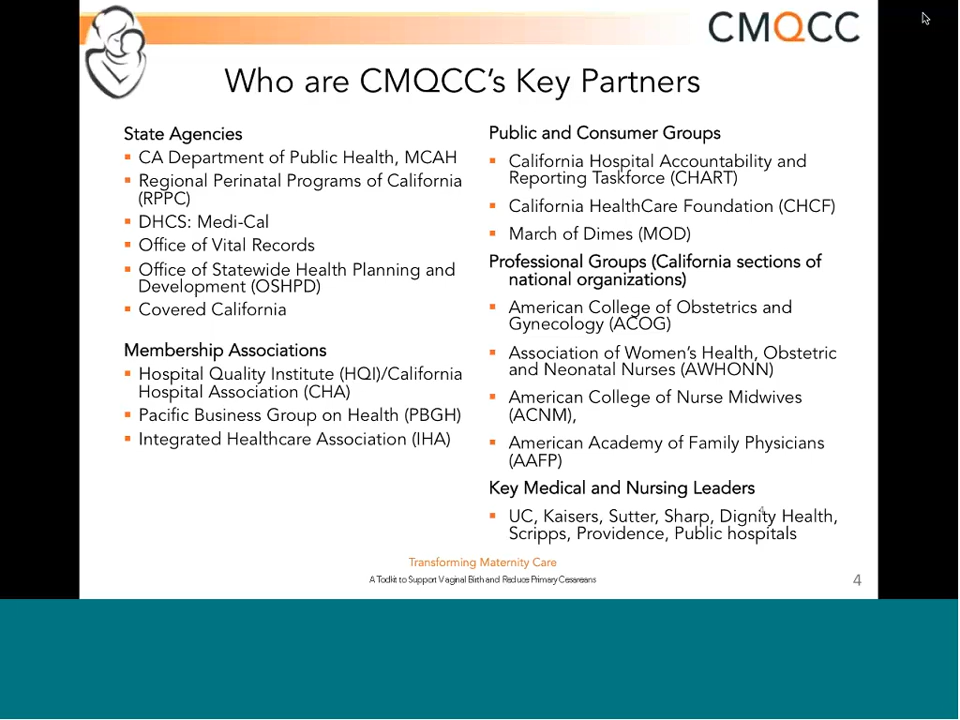 CMQCC
Who are CMQCC's Key Partners
State Agencies
CA Department of Public Health, MCAH
Regional Perinatal Programs of California
(RPPC)
DHCS: Medi-Cal
Office of Vital Records
Office of Statewide Health Planning and
Development (OSHPD)
Covered California
Membership Associations
Hospital Quality Institute (HQI)/California
Hospital Association (CHA)
Pacific Business Group on Health (PBGH)
Integrated Healthcare Association (IHA)
Public and Consumer Groups
California Hospital Accountability and
Reporting Taskforce (CHART)
California HealthCare Foundation (CHCF)
March of Dimes (MOD)
Professional Groups (California sections of
national organizations)
American College of Obstetrics and
Gynecology (ACOG)
Association of Women's Health, Obstetric
and Neonatal Nurses (AWHONN)
American College of Nurse Midwives
(ACNM),
American Academy of Family Physicians
(AAFP)
Key Medical and Nursing Leaders
UC, Kaisers, Sutter, Sharp, Dignity Health,
Scripps, Providence, Public hospitals
4
Transforming Maternity Care
A Toolkit to Support Vaginal Birth and Reduce Primary Cesareans
4